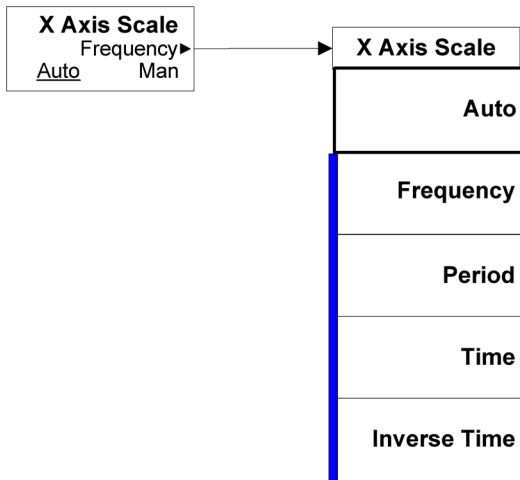 X Axis Scale
Frequency
Auto Man
X Axis Scale
Auto
Frequency
Period
Time
Inverse Time